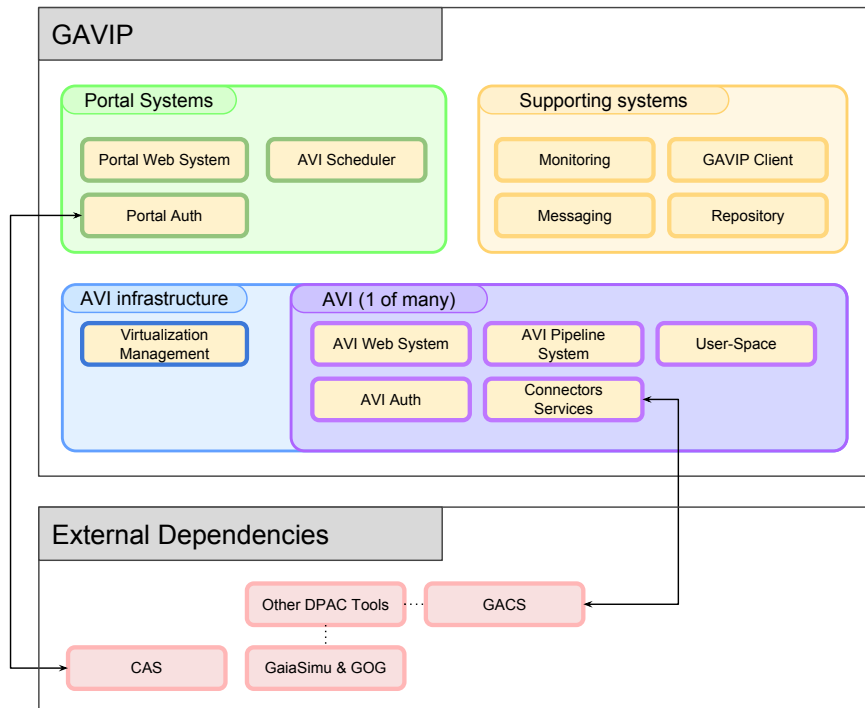 GAVIP
Portal Systems
Portal Web System
AVI Scheduler
Portal Auth
Supporting systems
Monitoring
GAVIP Client
Messaging
Repository
AVI infrastructure
Virtualization
Management
AVI (1 of many)
AVI Web System
AVI Pipeline
System
User-Space
AVI Auth
Connectors
Services
External Dependencies
Other DPAC Tools
GACS
CAS
GaiaSimu & GOG